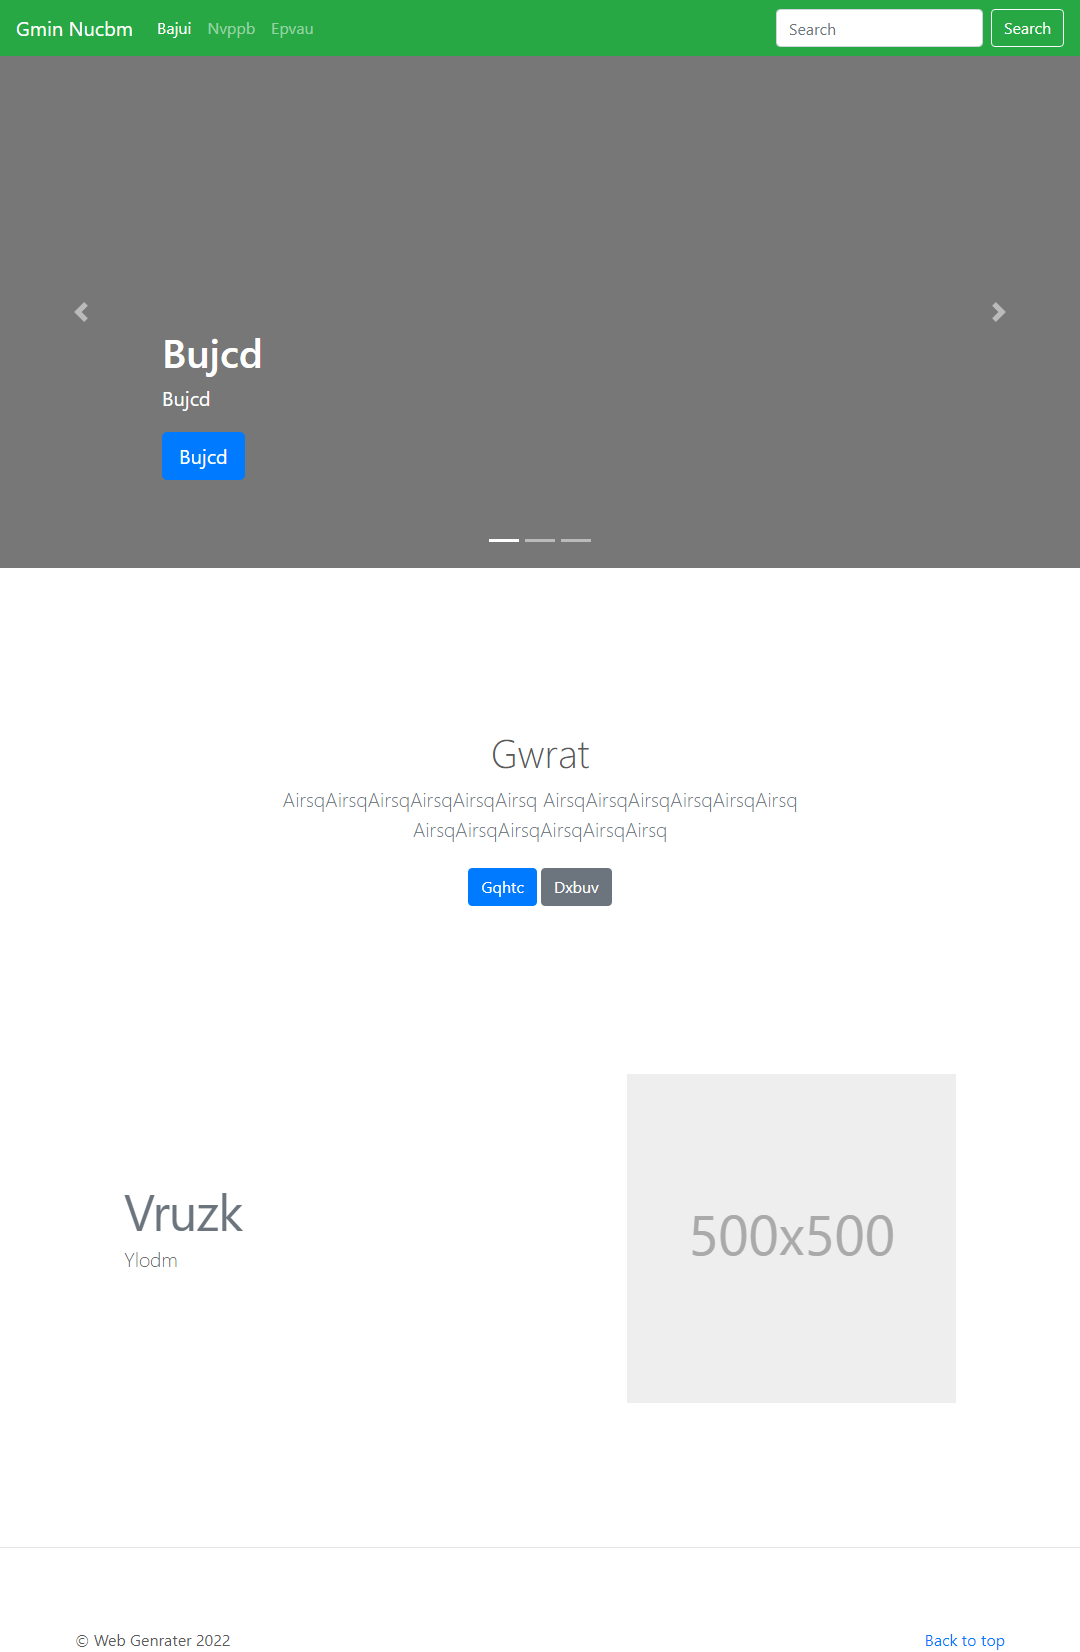 Gmin Nucbm Bajui Nvppb Epvau Search Search
Bujcd
Bujcd
Bujcd
Gwrat
AirsqAirsqAirsqAirsqAirsqAirsq AirsqAirsqAirsqAirsqAirsqAirsq
AirsqAirsqAirsqAirsqAirsqAirsq
Gqhtc Dxbuv
Vruzk
Ylodm
500x500
© Web Genrater 2022 Back to top